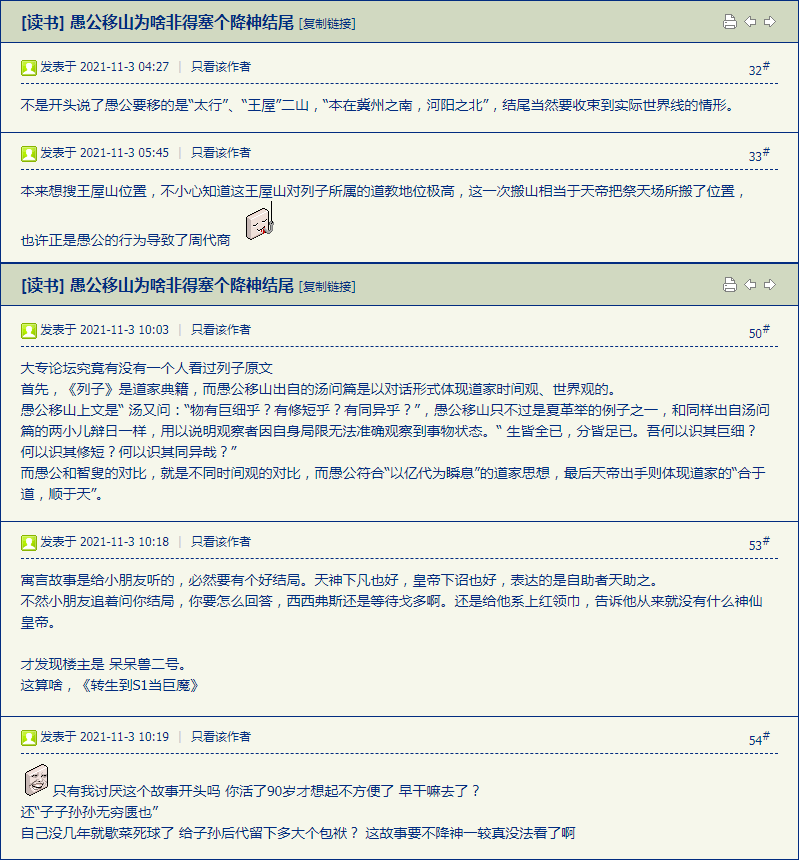 [读书] 愚公移山为啥非得塞个降神结尾 [复制链接]
发表于 2021-11-3 04:27 | 只看该作者 32#
不是开头说了愚公要移的是“太行”、“王屋”二山，“本在冀州之南，河阳之北”，结尾当然要收束到实际世界线的情形。
发表于 2021-11-3 05:45 | 只看该作者 33#
本来想搜王屋山位置，不小心知道这王屋山对列子所属的道教地位极高，这一次搬山相当于天帝把祭天场所搬了位置，
也许正是愚公的行为导致了周代商
[读书] 愚公移山为啥非得塞个降神结尾 [复制链接]
发表于 2021-11-3 10:03 | 只看该作者 50#
大专论坛究竟有没有一个人看过列子原文
首先，《列子》是道家典籍，而愚公移山出自的汤问篇是以对话形式体现道家时间观、世界观的。
愚公移山上文是“ 汤又问：“物有巨细乎？有修短乎？有同异乎？”，愚公移山只不过是夏革举的例子之一，和同样出自汤问
篇的两小儿辩日一样，用以说明观察者因自身局限无法准确观察到事物状态。“ 生皆全已，分皆足已。吾何以识其巨细？
何以识其修短？何以识其同异哉？”
而愚公和智叟的对比，就是不同时间观的对比，而愚公符合“以亿代为瞬息”的道家思想，最后天帝出手则体现道家的“合于
道，顺于天”。
发表于 2021-11-3 10:18 | 只看该作者 53#
寓言故事是给小朋友听的，必然要有个好结局。天神下凡也好，皇帝下诏也好，表达的是自助者天助之。
不然小朋友追着问你结局，你要怎么回答，西西弗斯还是等待戈多啊。还是给他系上红领巾，告诉他从来就没有什么神仙
皇帝。
才发现楼主是 呆呆兽二号。
这算啥，《转生到S1当巨魔》
发表于 2021-11-3 10:19 | 只看该作者 54#
只有我讨厌这个故事开头吗 你活了90岁才想起不方便了 早干嘛去了？
还“子子孙孙无穷匮也”
自己没几年就歇菜死球了 给子孙后代留下多大个包袱？ 这故事要不降神一较真没法看了啊